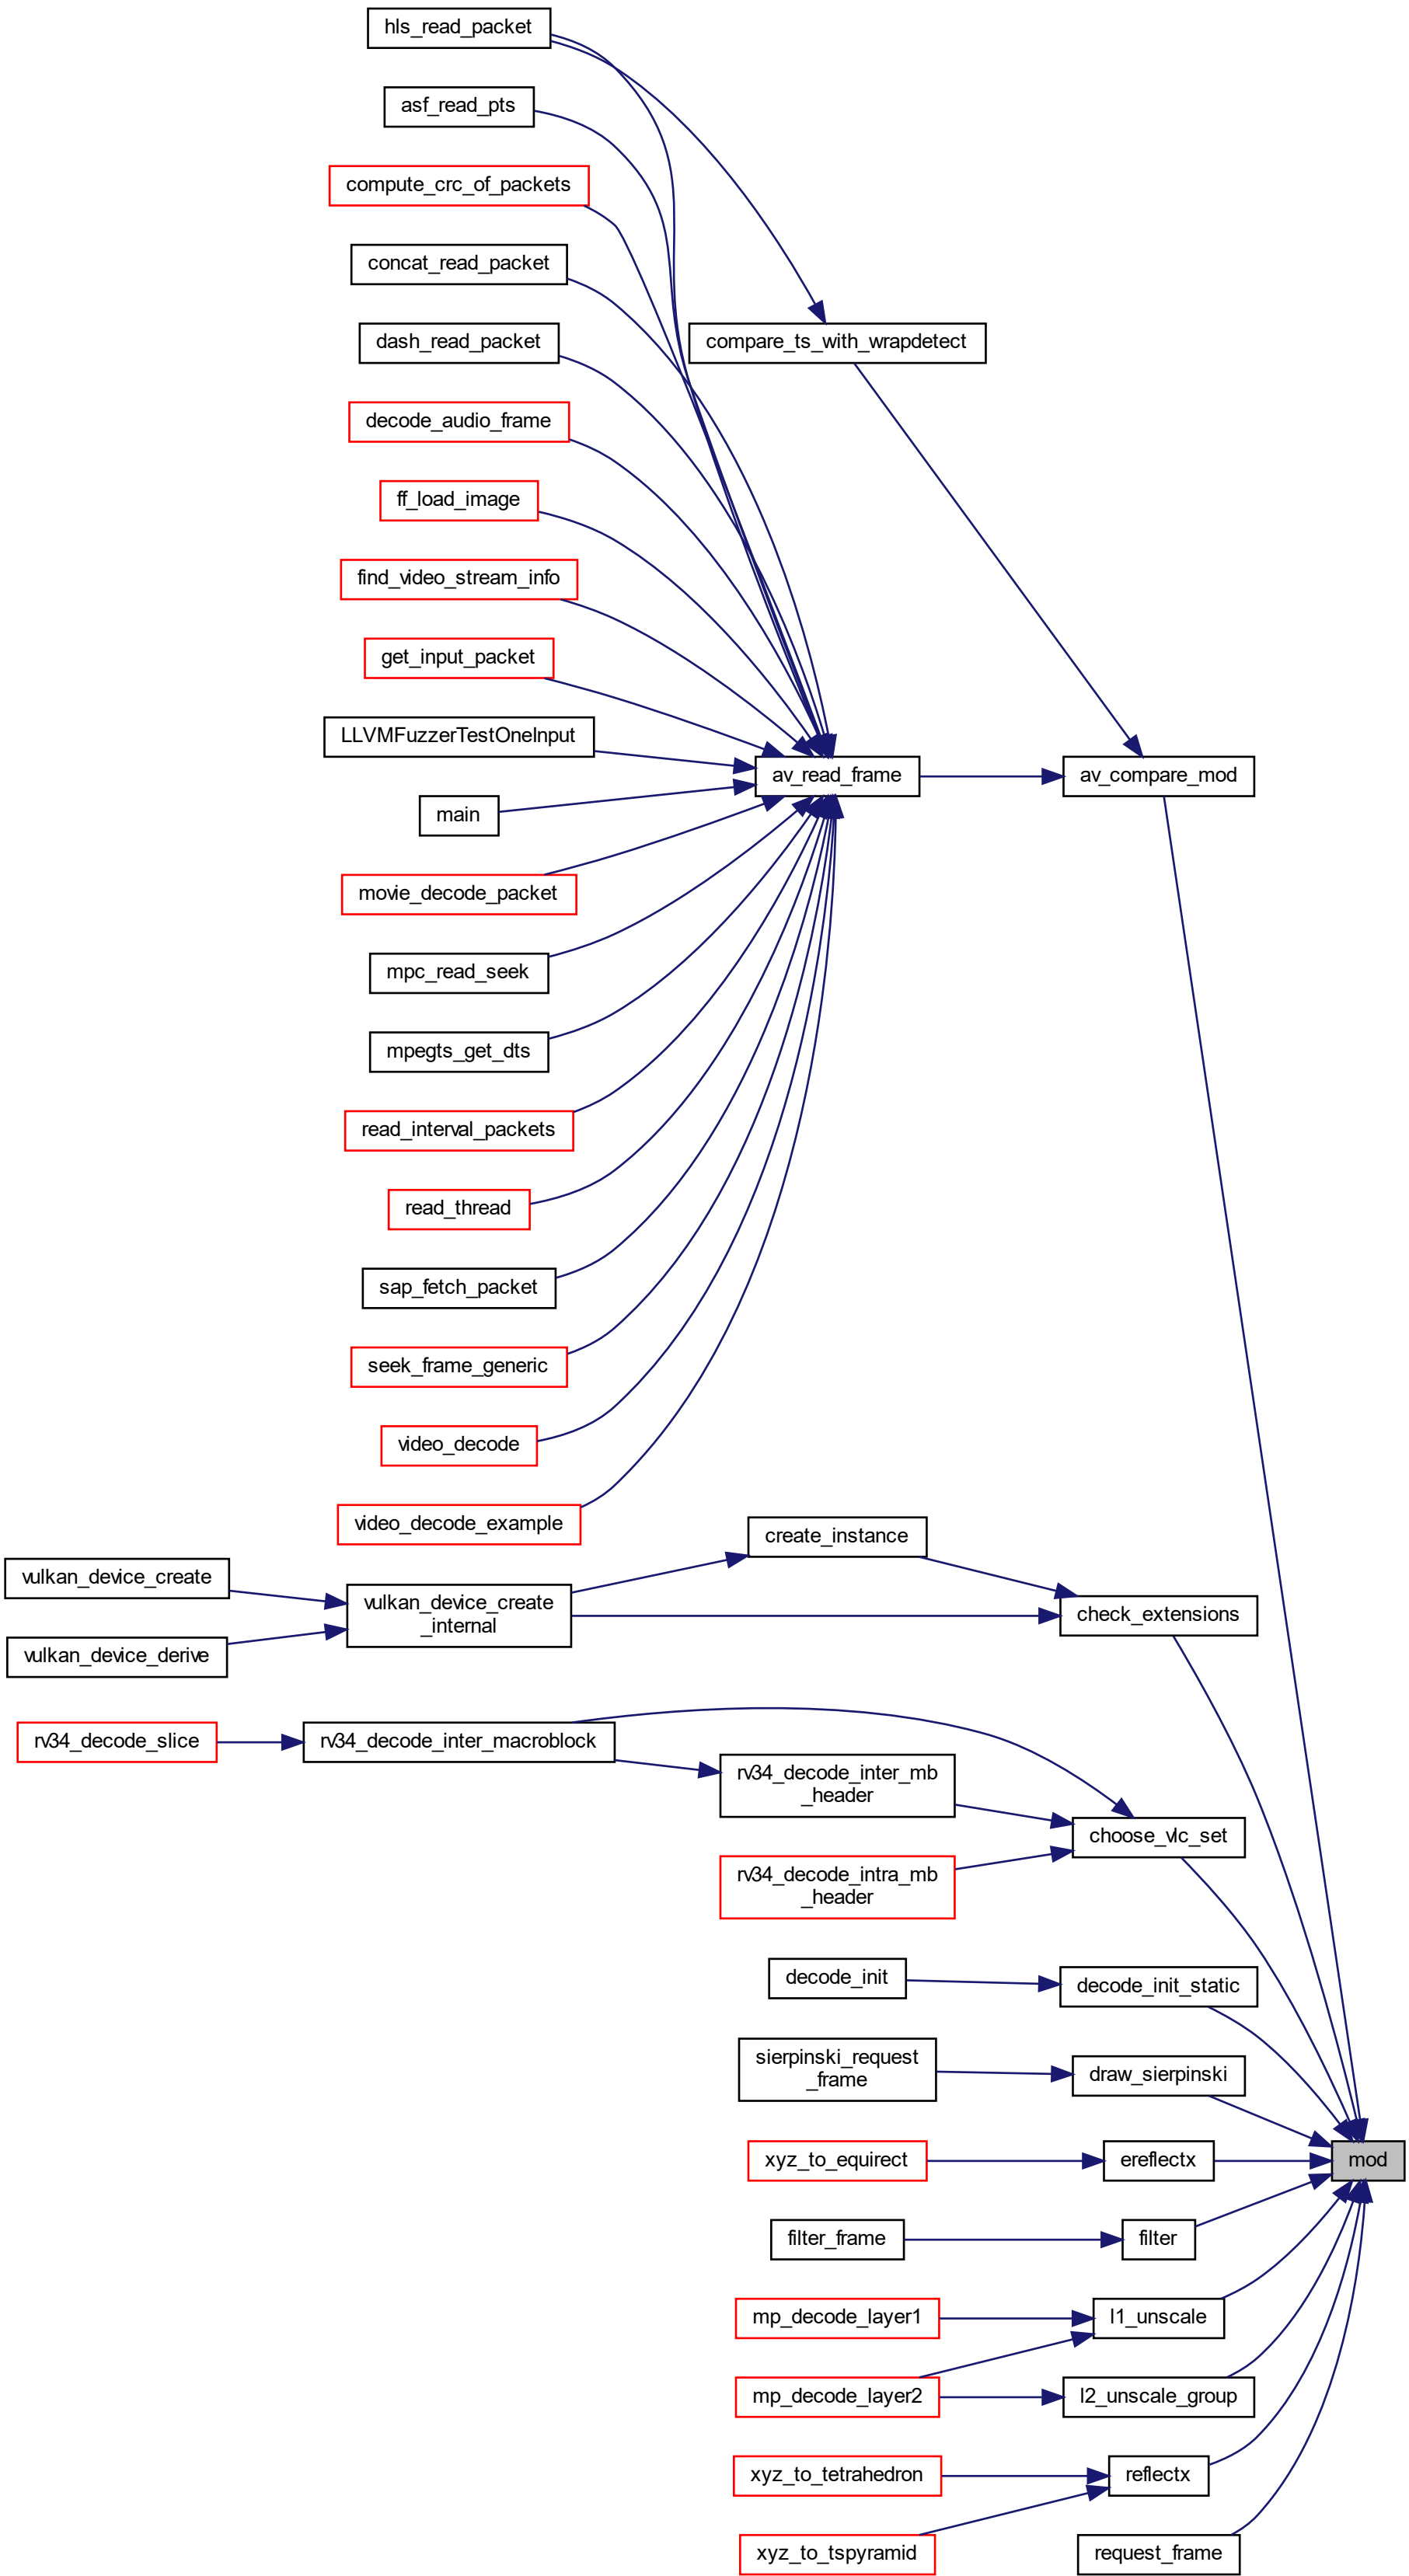 hls_read_packet
asf_read_pts
compute_crc_of_packets
concat_read_packet
dash_read_packet
compare_ts_with_wrapdetect
decode_audio_frame
ff_load_image
find_video_stream_info
get_input_packet
LLVMFuzzerTestOneInput
av_read_frame
av_compare_mod
main
movie_decode_packet
mpc_read_seek
mpegts_get_dts
read_interval_packets
read_thread
sap_fetch_packet
seek_frame_generic
video_decode
video_decode_example
create_instance
vulkan_device_create
vulkan_device_create
_internal
check_extensions
vulkan_device_derive
rv34_decode_slice
rv34_decode_inter_macroblock
rv34_decode_inter_mb
_header
choose_vlc_set
rv34_decode_intra_mb
_header
decode_init
decode_init_static
sierpinski_request
_frame
draw_sierpinski
xyz_to_equirect
ereflectx
mod
filter_frame
filter
mp_decode_layer1
l1_unscale
mp_decode_layer2
l2_unscale_group
xyz_to_tetrahedron
reflectx
xyz_to_tspyramid
request_frame